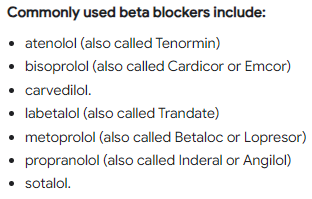 Commonly used beta blockers include:
• atenolol (also called Tenormin)
• bisoprolol (also called Cardicor or Emcor)
• carvedilol.
• labetalol (also called Trandate)
• metoprolol (also called Betaloc or Lopresor)
• propranolol (also called Inderal or Angilol)
• sotalol.